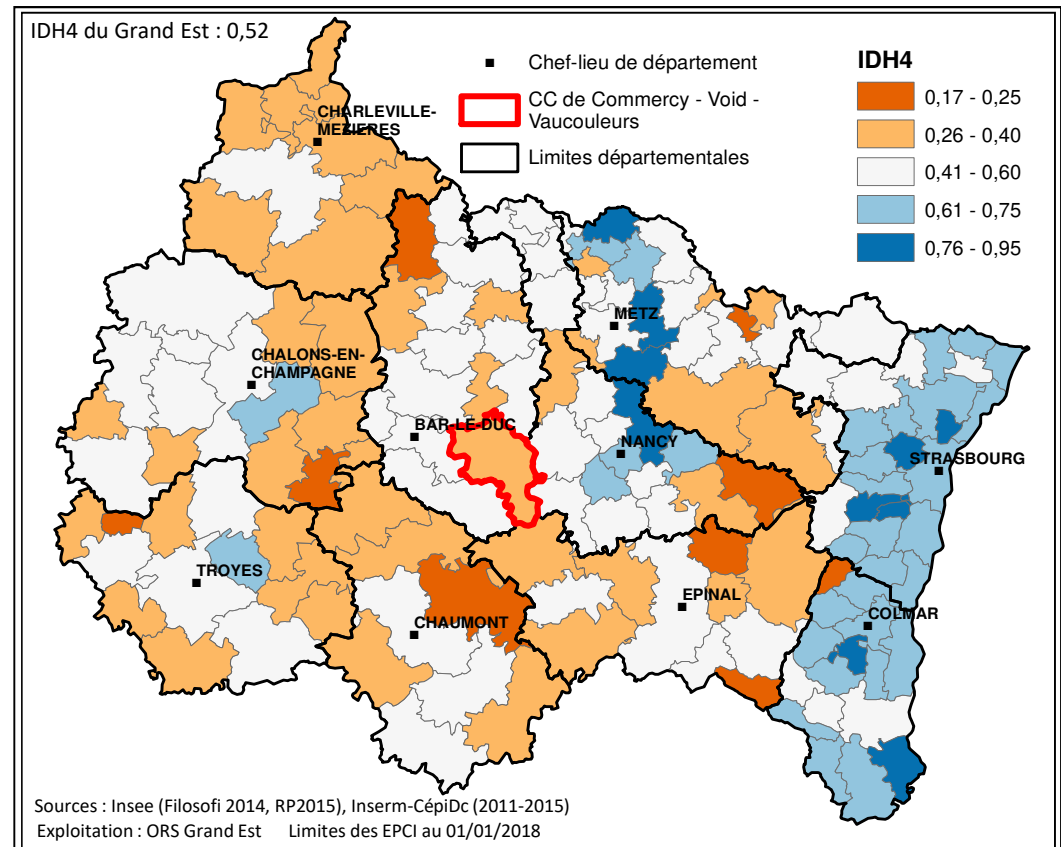 IDH4 du Grand Est : 0,52
Chef-lieu de département
CC de Commercy - Void -
Vaucouleurs
Limites départementales
IDH4
0,17 - 0,25
0,26 - 0,40
0,41 - 0,60
0,61 - 0,75
0,76 - 0,95
CHARLEVILLE-
MEZIERES
METZ
CHALONS-EN-
CHAMPAGNE
BAR-LE-DUC
NANCY
STRASBOURG
TROYES
EPINAL
CHAUMONT
COLMAR
Sources : Insee (Filosofi 2014, RP2015), Inserm-CépiDc (2011-2015)
Exploitation : ORS Grand Est Limites des EPCI au 01/01/2018